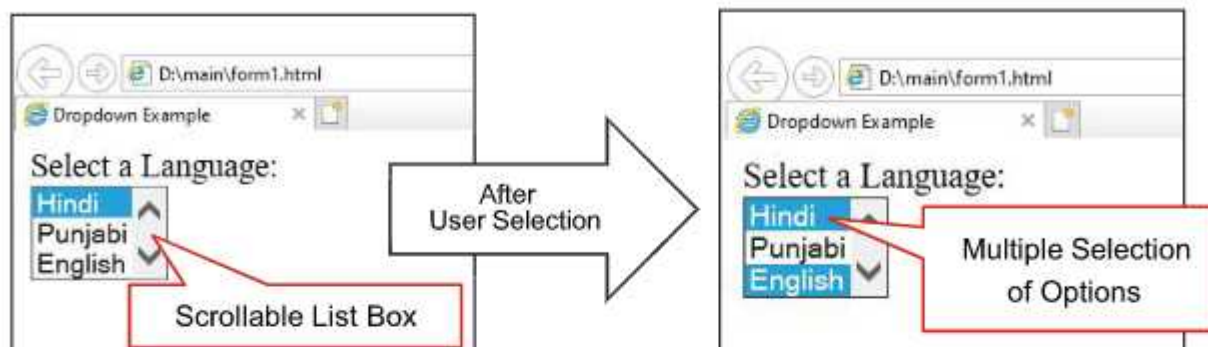 D:\main\form1.html
Dropdown Example
Select a Language:
Hindi
Punjabi
English
Scrollable List Box
After
User Selection
D:\main\form1.html
Dropdown Example
Select a Language:
Hindi
Punjabi
English
Multiple Selection
of Options